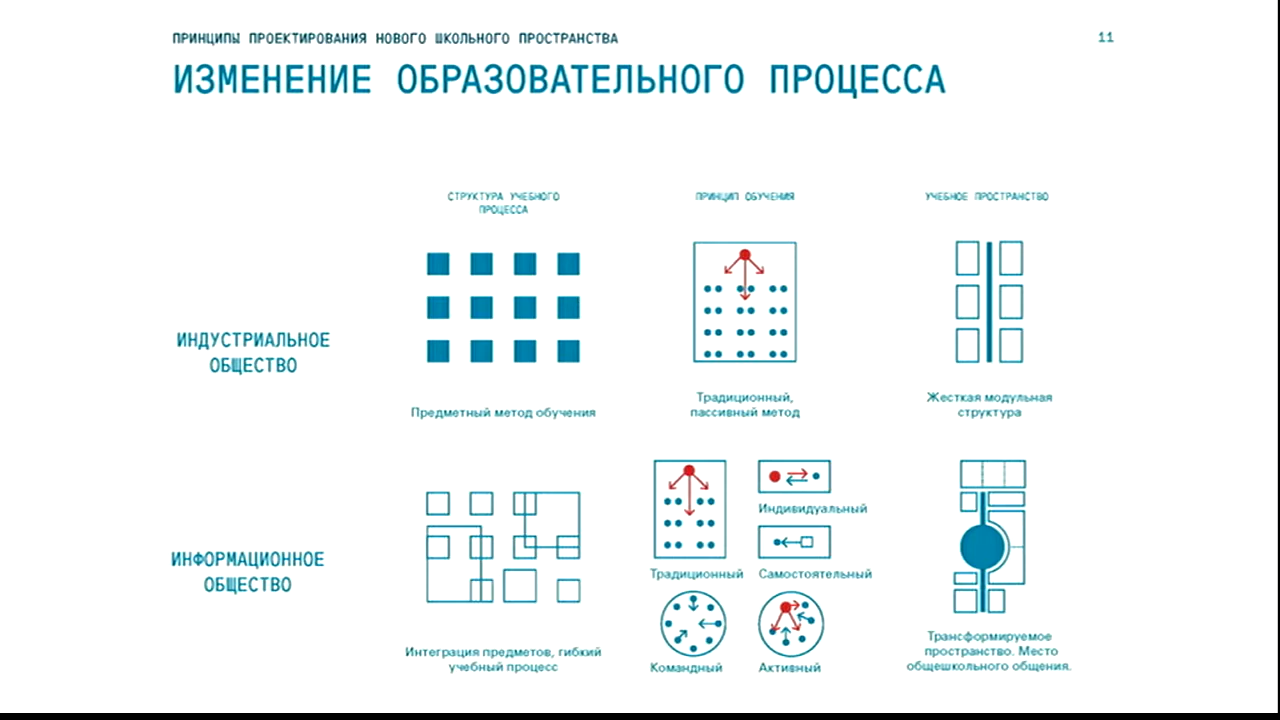 ПРИНЦИПЫ ПРОЕКТИРОВАНИЯ НОВОГО ШКОЛЬНОГО ПРОСТРАНСТВА
11
ИЗМЕНЕНИЕ ОБРАЗОВАТЕЛЬНОГО ПРОЦЕССА
СТРУКТУРА УЧЕБНОГО
ПРОЦЕССА
ПРИНЦИП ОБУЧЕНИЯ
УЧЕБНОЕ ПРОСТРАНСТВО
ИНДУСТРИАЛЬНОЕ
ОБЩЕСТВО
Предметный метод обучения
Традиционный,
пассивный метод
Жесткая модульная
структура
ИНФОРМАЦИОННОЕ
ОБЩЕСТВО
Интеграция предметов, гибкий
учебный процесс
Традиционный
Индивидуальный
Самостоятельный
Командный
Активный
Трансформируемое
пространство. Место
общешкольного общения.